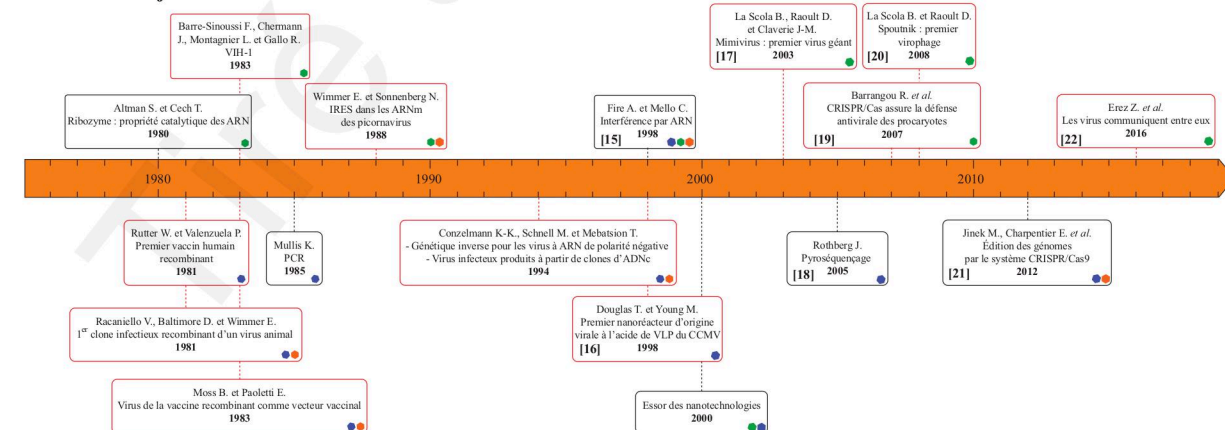 Barre-Sinoussi F., Chermann
J., Montagnier L. et Gallo R.
VIH-1
1983
La Scola B., Raoult D.
et Claverie J-M.
Mimivirus : premier virus géant
[17] 2003
La Scola B. et Raoult D.
Spoutnik : premier
virophage
[20] 2008
Altman S. et Cech T.
Ribozyme : propriété catalytique des ARN
1980
Wimmer E. et Sonnenberg N.
IRES dans les ARNm
des picornavirus
1988
Fire A. et Mello C.
Interférence par ARN
[15] 1998
Barrangou R. et al.
CRISPR/Cas assure la défense
antivirale des procaryotes
[19] 2007
Erez Z. et al.
Les virus communiquent entre eux
[22] 2016
1980 1990 2000 2010
Rutter W. et Valenzuela P.
Premier vaccin humain
recombinant
1981
Mullis K.
PCR
1985
Conzelmann K-K., Schnell M. et Mebatsion T.
- Génétique inverse pour les virus à ARN de polarité négative
- Virus infecteux produits à partir de clones d'ADNc
1994
Rothberg J.
Pyroséquençage
[18] 2005
Jinek M., Charpentier E. et al.
Édition des génomes
par le système CRISPR/Cas9
[21] 2012
Racaniello V., Baltimore D. et Wimmer E.
1er clone infectieux recombinant d'un virus animal
1981
Douglas T. et Young M.
Premier nanoréacteur d'origine
virale à l'acide de VLP du CCMV
[16] 1998
Moss B. et Paoletti E.
Virus de la vaccine recombinant comme vecteur vaccinal
1983
Essor des nanotechnologies
2000
Tiré